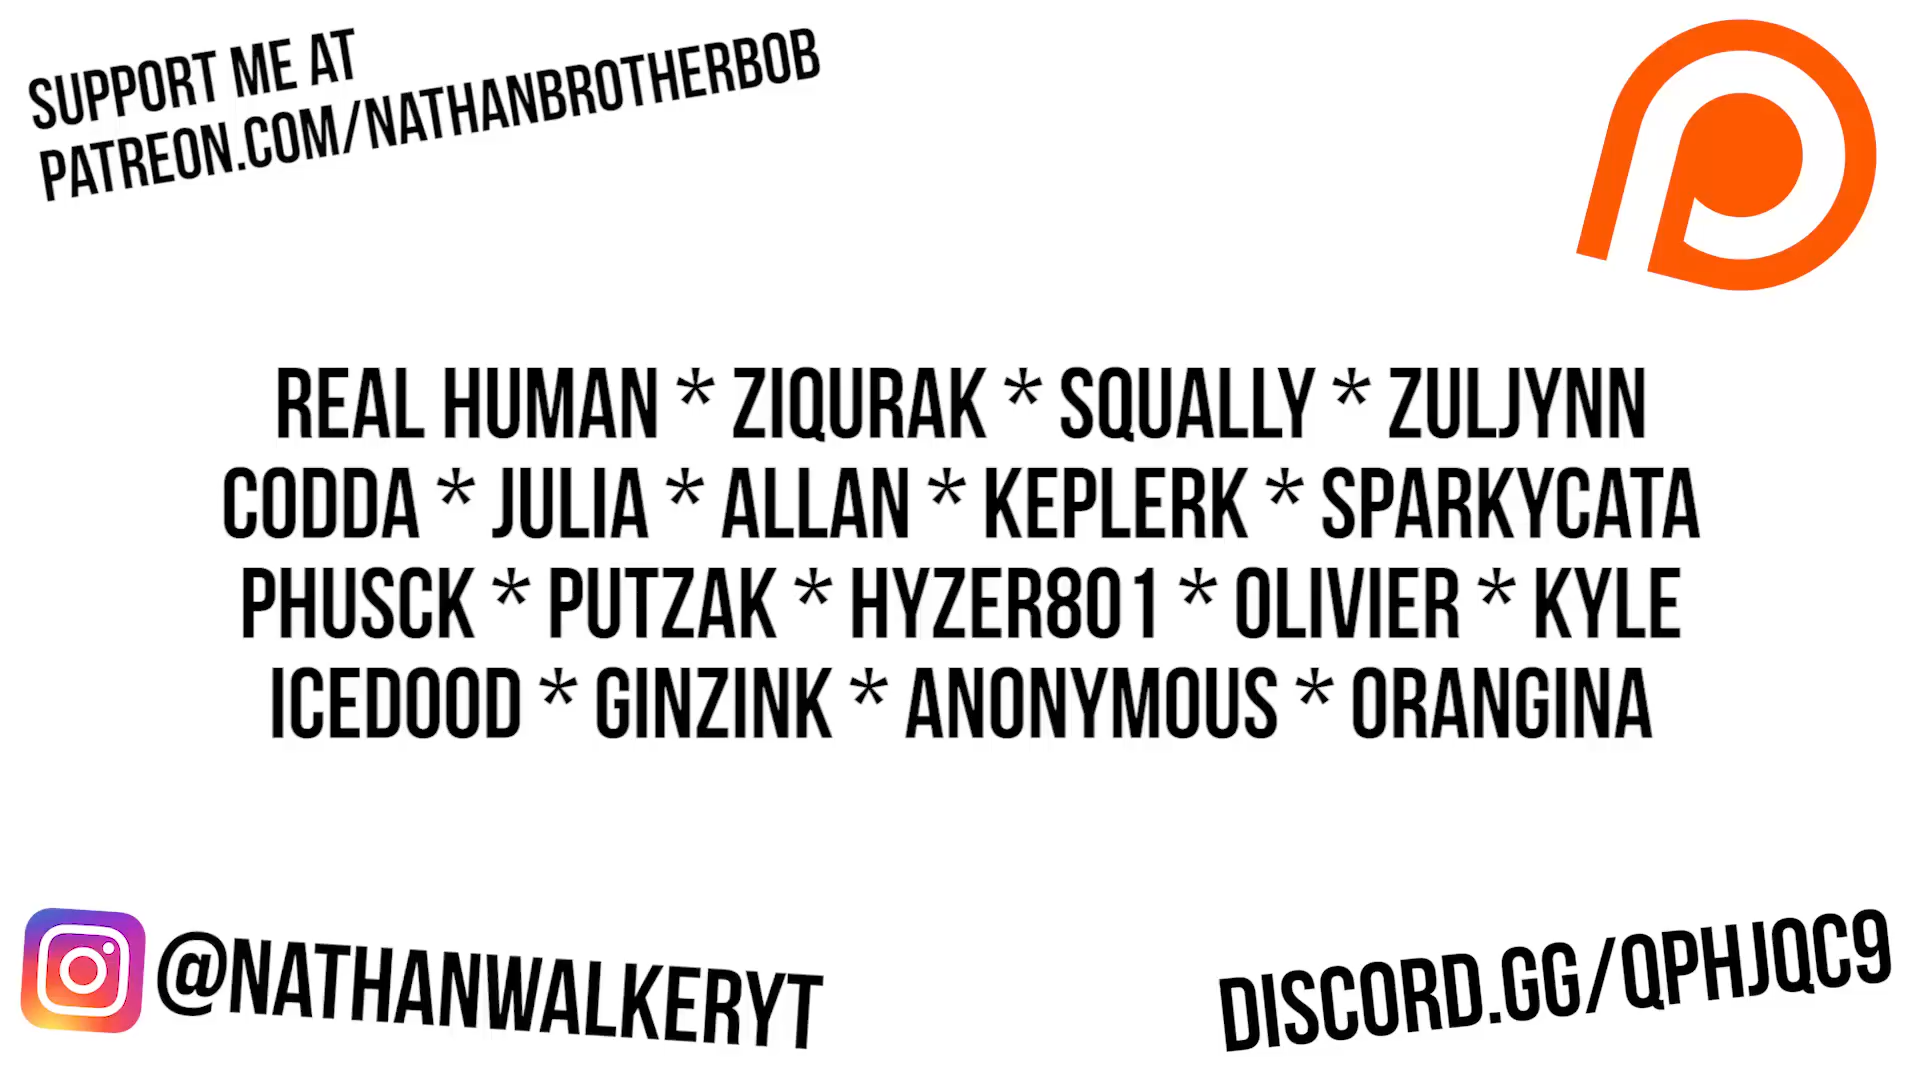 SUPPORT ME AT
PATREON.COM/NATHANBROTHERBOB
REAL HUMAN * ZIQURAK * SQUALLY * ZULJYNN
CODDA * JULIA * ALLAN * KEPLERK * SPARKYCATA
PHUSCK * PUTZAK * HYZER801 * OLIVIER * KYLE
ICEDOOD * GINZINK * ANONYMOUS * ORANGINA
@NATHANWALKERYT
DISCORD.GG/QPHJQC9